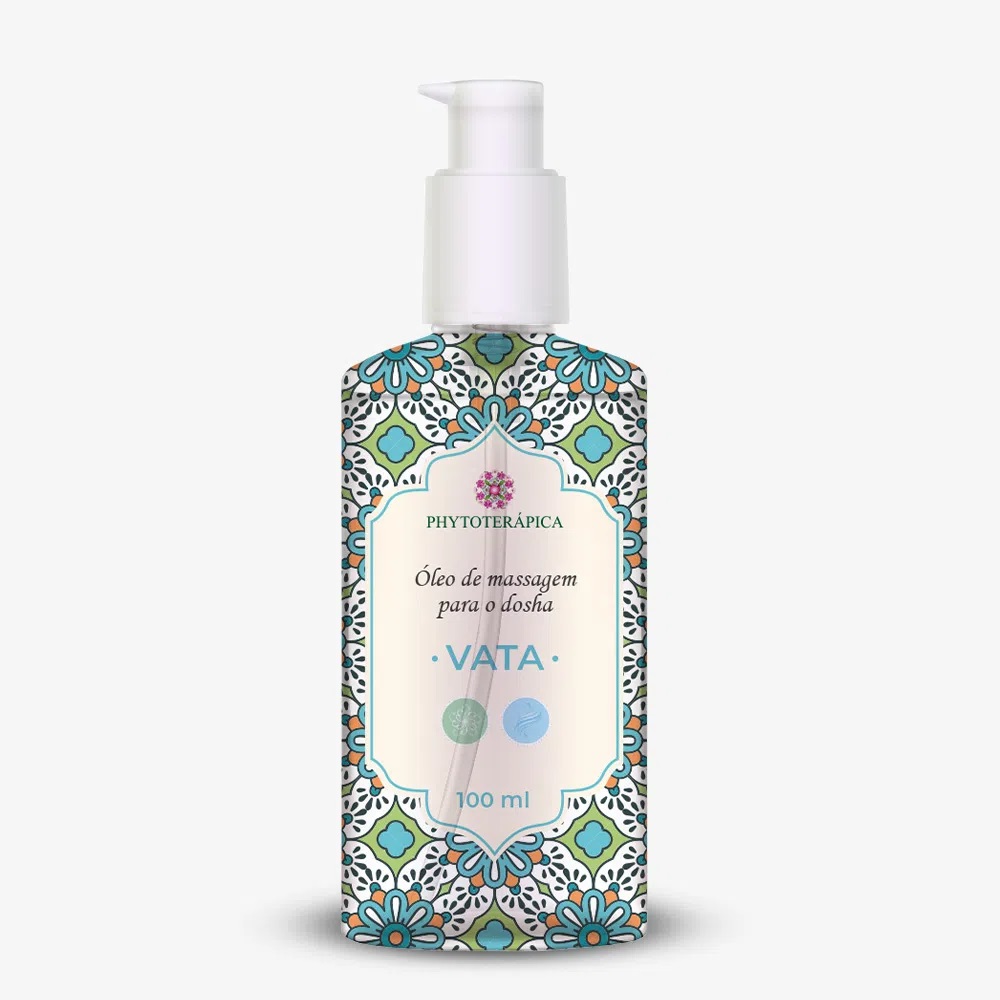 PHYTOTERÁPICA
Óleo de massagem
para o dosha
• VATA •
100 ml